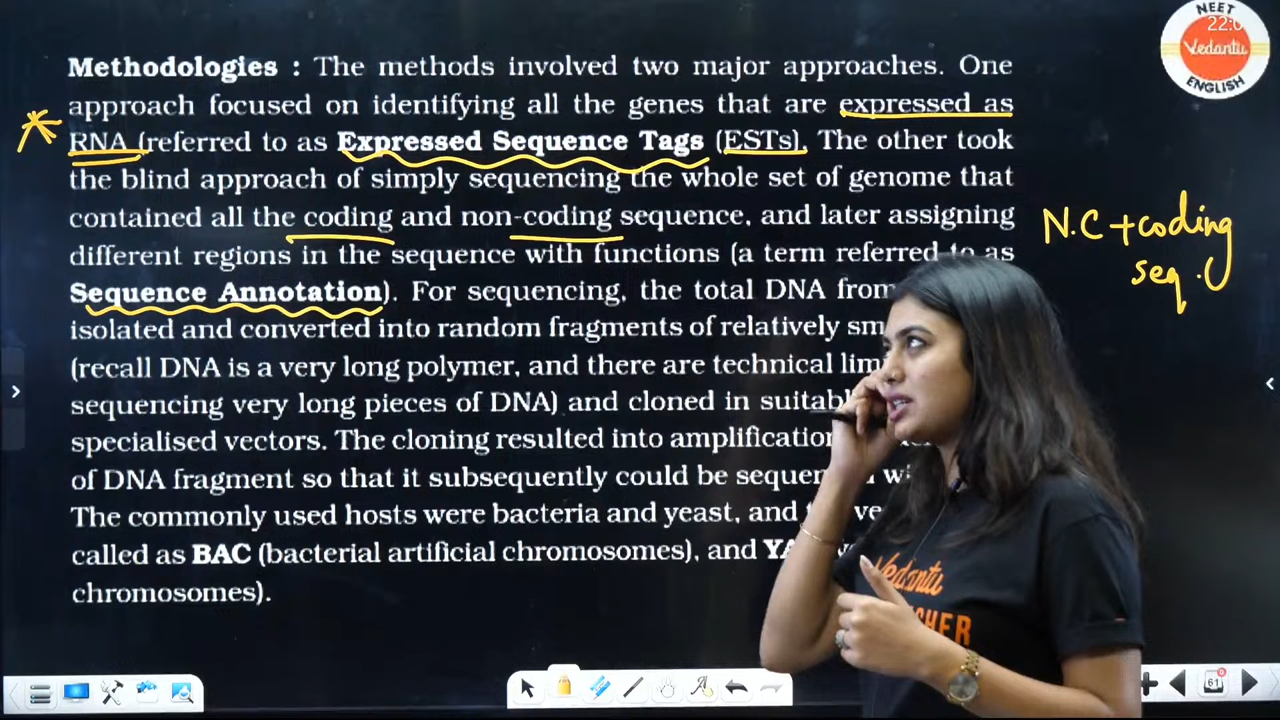 NEET
22:0
Vedantu
ENGLISH
Methodologies : The methods involved two major approaches. One
approach focused on identifying all the genes that are expressed as
RNA (referred to as Expressed Sequence Tags (ESTs). The other took
the blind approach of simply sequencing the whole set of genome that
contained all the coding and non-coding sequence, and later assigning
different regions in the sequence with functions (a term referred to as
Sequence Annotation). For sequencing, the total DNA from
isolated and converted into random fragments of relatively
(recall DNA is a very long polymer, and there are technical
sequencing very long pieces of DNA) and cloned in
specialised vectors. The cloning resulted into amplification
of DNA fragment so that it subsequently could be
The commonly used hosts were bacteria and yeast, and
called as BAC (bacterial artificial chromosomes), and
chromosomes).
N.C + coding
seq.
Vedantu
61